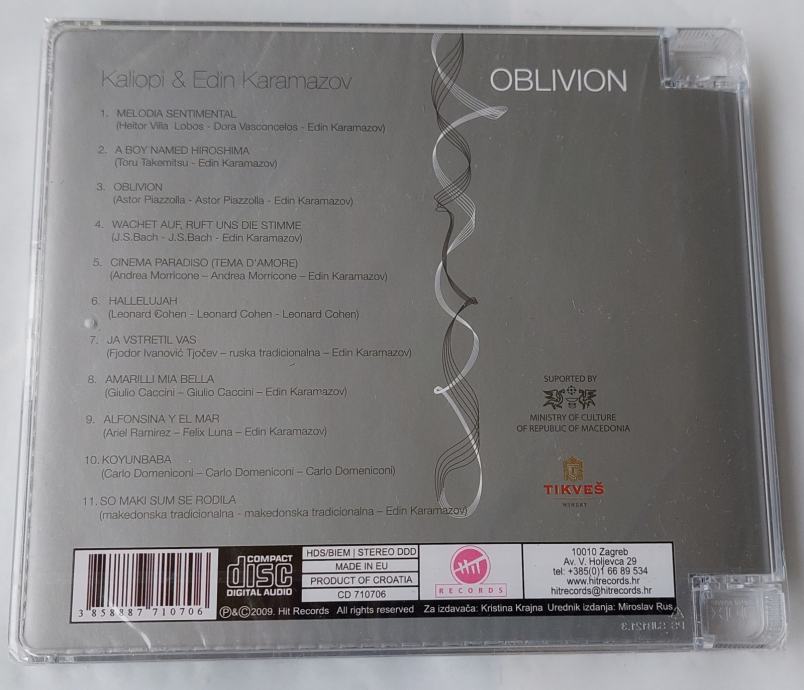 Kaliopi & Edin Karamazov
OBLIVION
1. MELODIA SENTIMENTAL
(Heitor Villa Lobos - Dora Vasconcelos - Edin Karamazov)
2. A BOY NAMED HIROSHIMA
(Toru Takemitsu - Edin Karamazov)
3. OBLIVION
(Astor Piazzolla - Astor Piazzolla - Edin Karamazov)
4. WACHET AUF, RUFT UNS DIE STIMME
(J.S.Bach - J.S.Bach - Edin Karamazov)
5. CINEMA PARADISO (TEMA D'AMORE)
(Andrea Morricone – Andrea Morricone – Edin Karamazov)
6. HALLELUJAH
(Leonard Cohen - Leonard Cohen - Leonard Cohen)
7. JA VSTRETIL VAS
(Fjodor Ivanović Tjočev – ruska tradicionalna – Edin Karamazov)
8. AMARILLI MIA BELLA
(Giulio Caccini – Giulio Caccini – Edin Karamazov)
9. ALFONSINA Y EL MAR
(Ariel Ramirez – Felix Luna – Edin Karamazov)
10. KOYUNBABA
(Carlo Domeniconi – Carlo Domeniconi – Carlo Domeniconi)
11. SO MAKI SUM SE RODILA
(makedonska tradicionalna - makedonska tradicionalna – Edin Karamazov)
SUPORTED BY
MINISTRY OF CULTURE
OF REPUBLIC OF MACEDONIA
TIKVEŠ
WINERY
3 858887 710706
COMPACT
disc
DIGITAL AUDIO
HDS/BIEM | STEREO DDD
MADE IN EU
PRODUCT OF CROATIA
CD 710706
HIT
RECORDS
10010 Zagreb
Av. V. Holjevca 29
tel: +385(0)1 66 89 534
www.hitrecords.hr
hitrecords@hitrecords.hr
℗&©2009. Hit Records All rights reserved Za izdavača: Kristina Krajna Urednik izdanja: Miroslav Rus